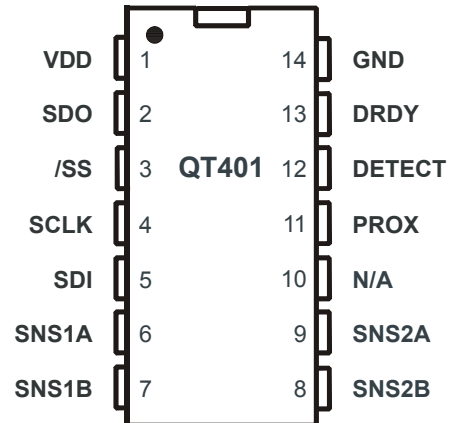 VDD 1 14 GND
SDO 2 13 DRDY
/SS 3 QT401 12 DETECT
SCLK 4 11 PROX
SDI 5 10 N/A
SNS1A 6 9 SNS2A
SNS1B 7 8 SNS2B